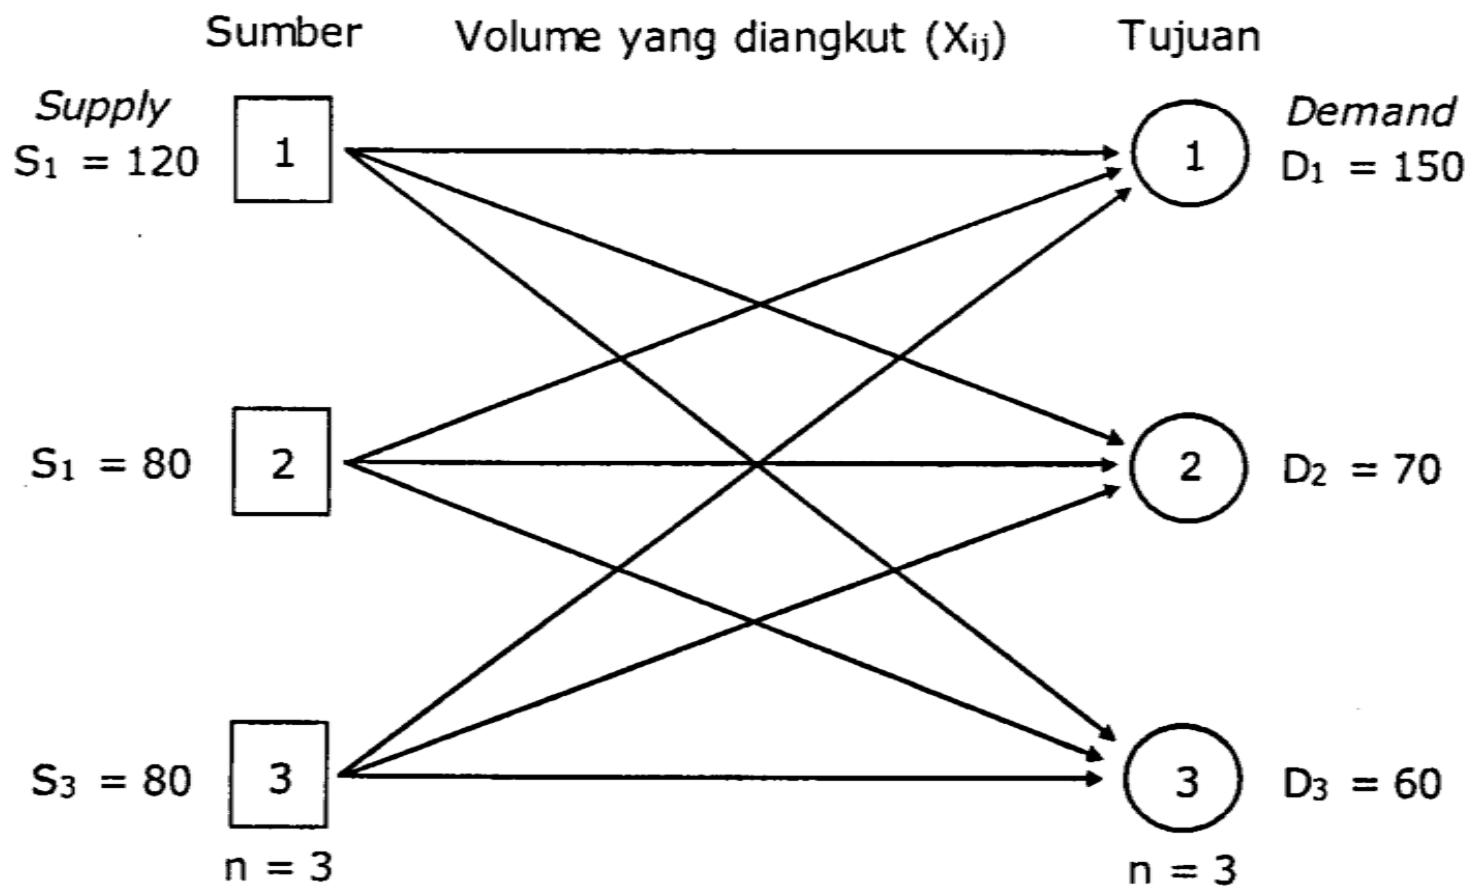 Sumber Volume yang diangkut (Xij) Tujuan
Supply Demand
S1 = 120 1 1 D1 = 150
S1 = 80 2 2 D2 = 70
S3 = 80 3 3 D3 = 60
n = 3 n = 3